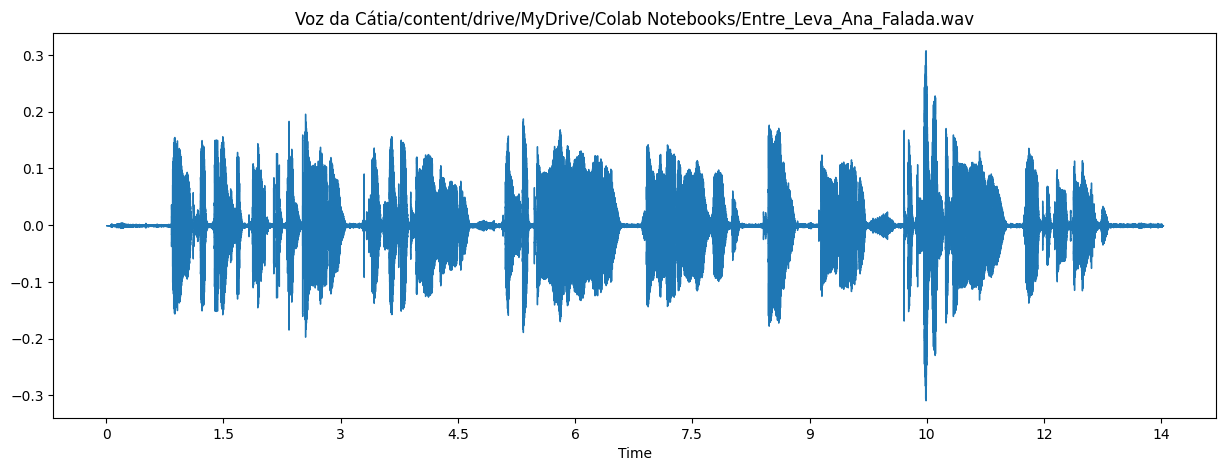 Voz da Cátia/content/drive/MyDrive/Colab Notebooks/Entre_Leva_Ana_Falada.wav
0.3
0.2
0.1
0.0
−0.1
−0.2
−0.3
0 1.5 3 4.5 6 7.5 9 10 12 14
Time